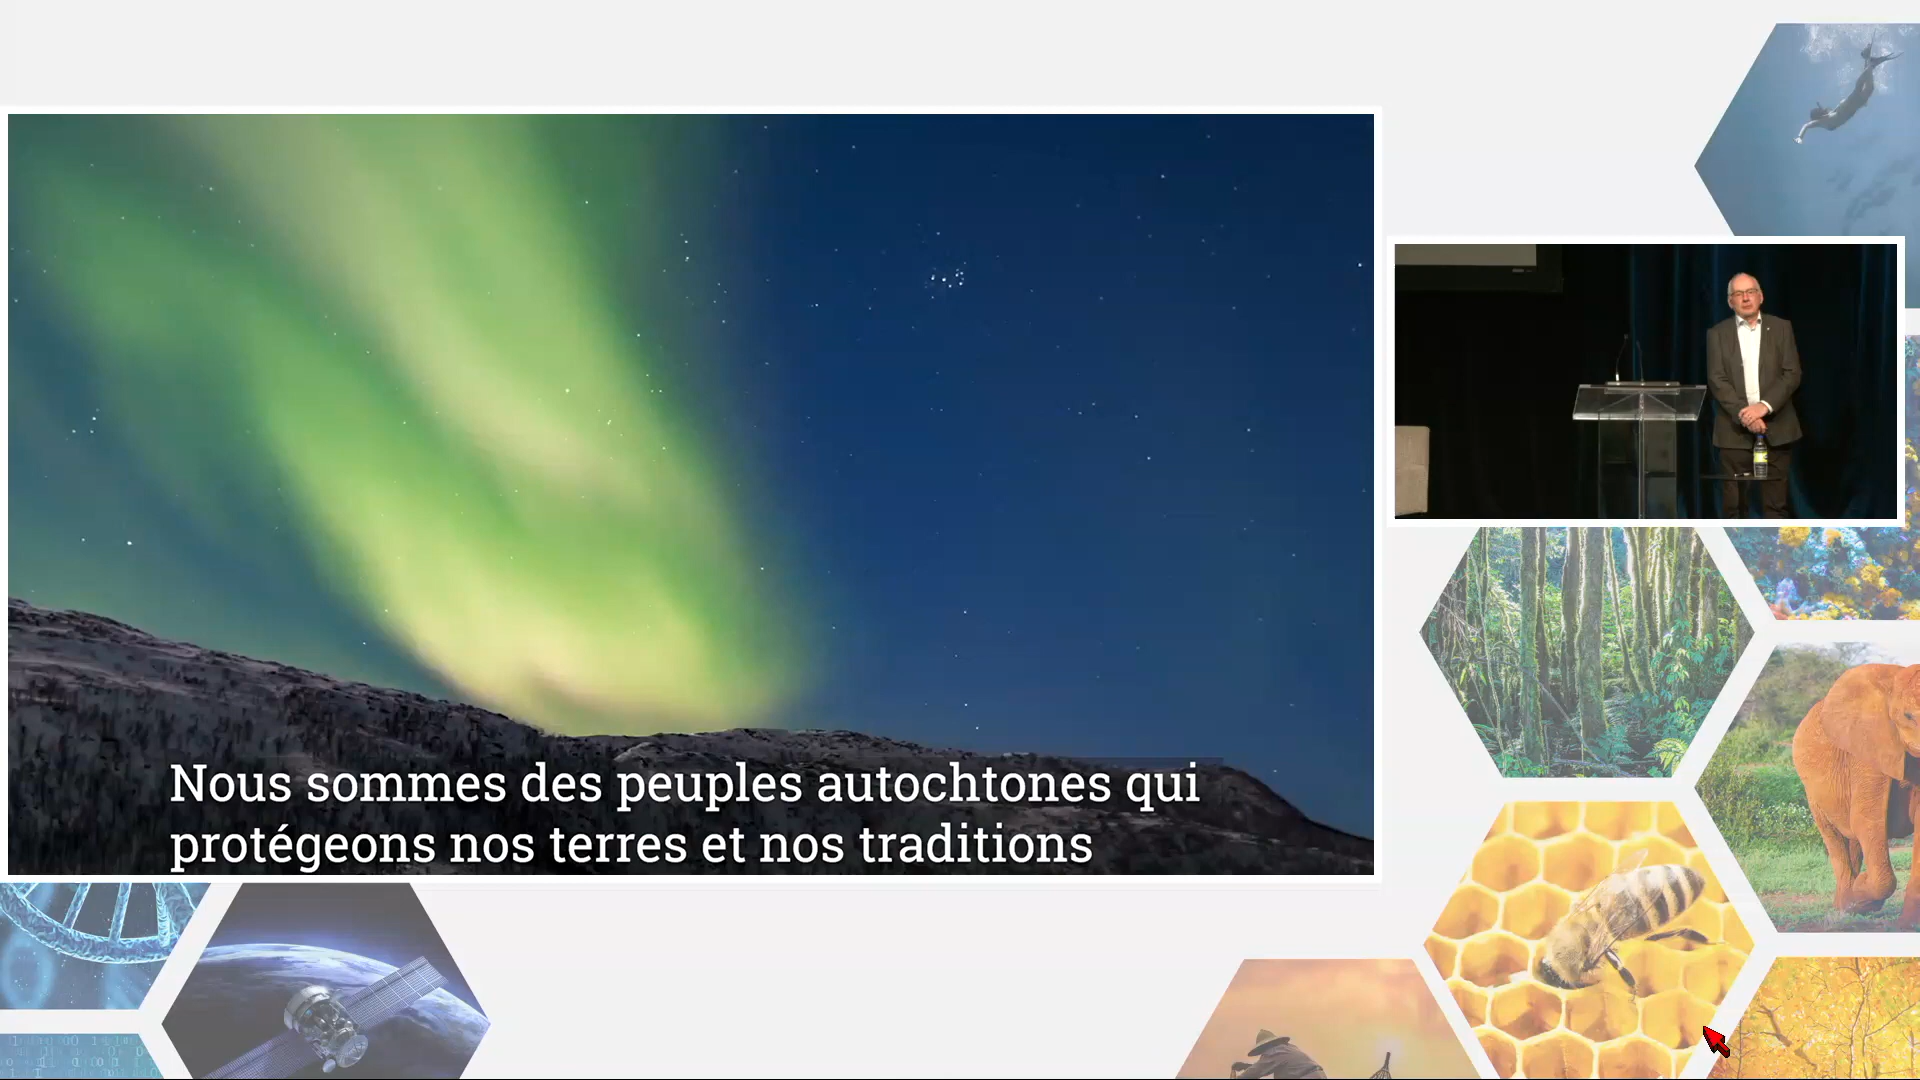 Nous sommes des peuples autochtones qui
protégeons nos terres et nos traditions